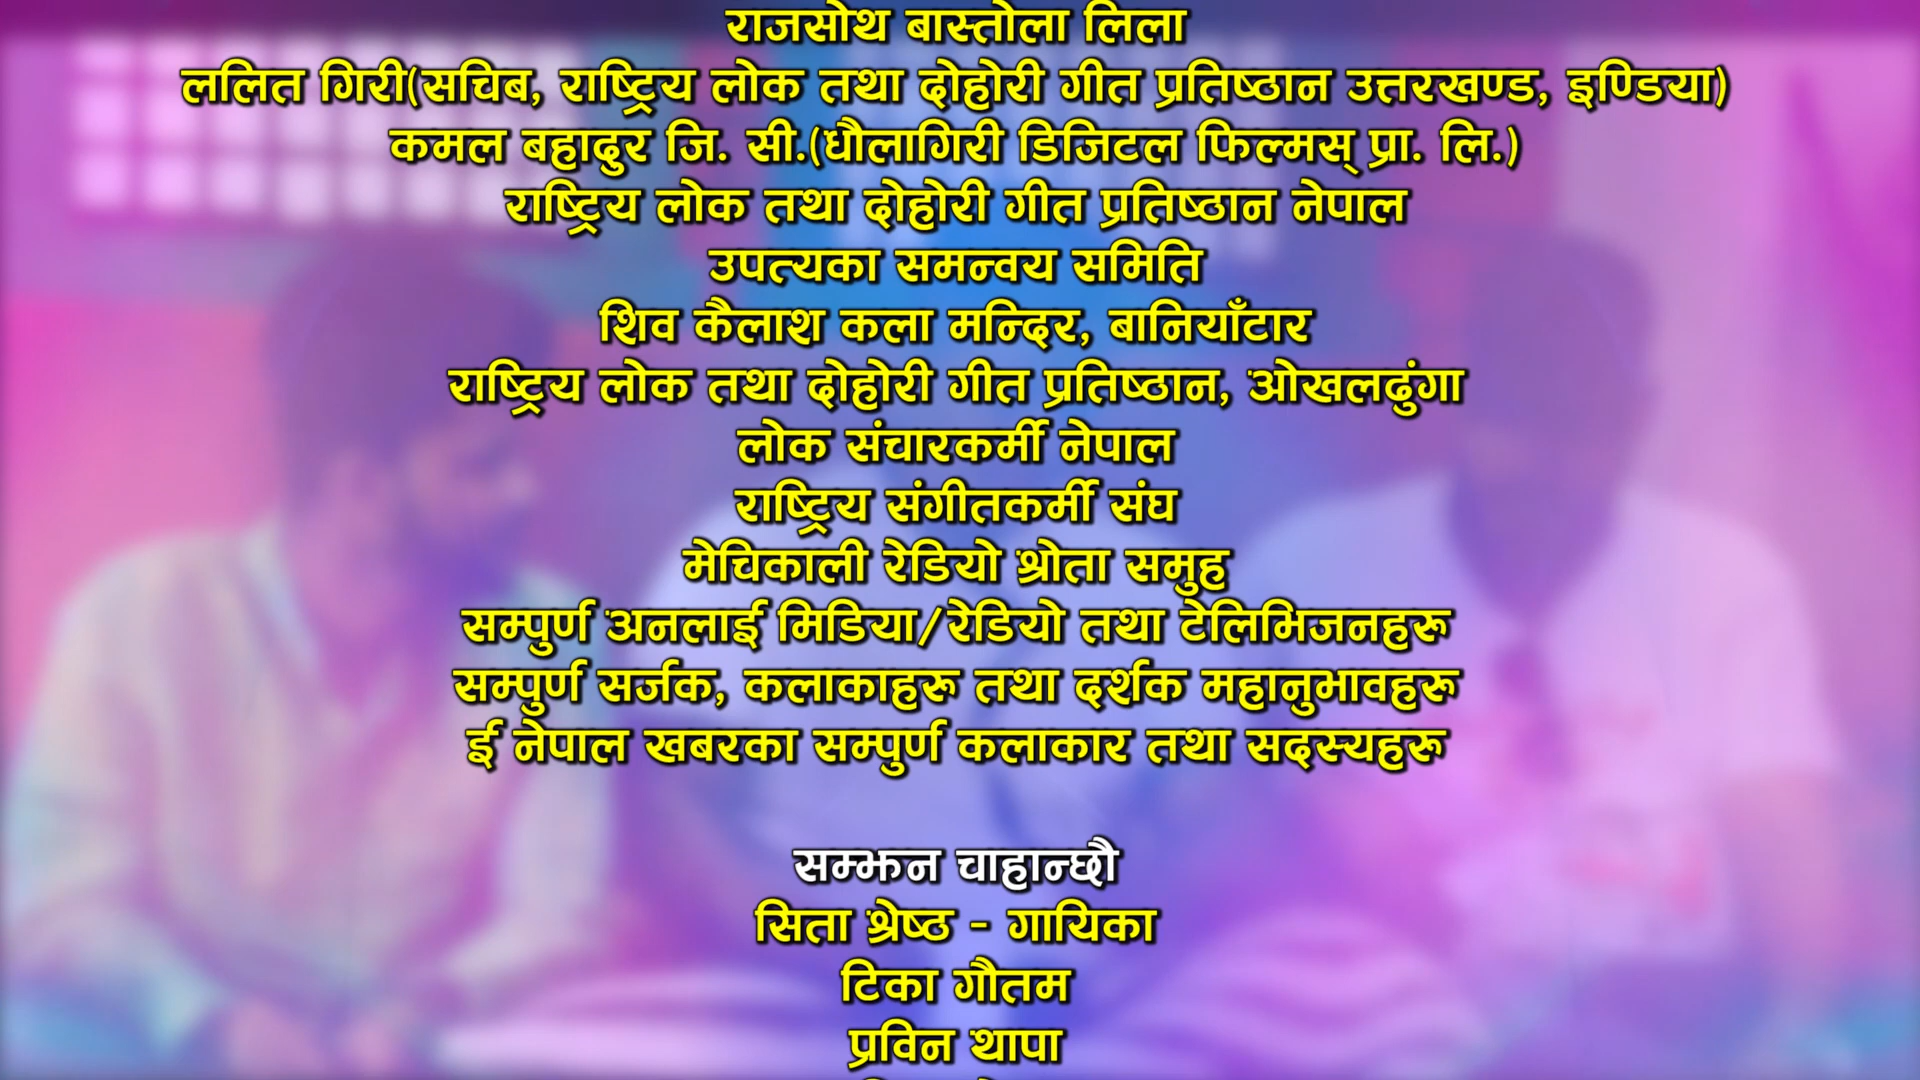 राजसोथ बास्तोला लिला
ललित गिरी(सचिब, राष्ट्रिय लोक तथा दोहोरी गीत प्रतिष्ठान उत्तरखण्ड, इण्डिया)
कमल बहादुर जि. सी.(धौलागिरी डिजिटल फिल्मस् प्रा. लि.)
राष्ट्रिय लोक तथा दोहोरी गीत प्रतिष्ठान नेपाल
उपत्यका समन्वय समिति
शिव कैलाश कला मन्दिर, बानियाँटार
राष्ट्रिय लोक तथा दोहोरी गीत प्रतिष्ठान, ओखलढुंगा
लोक संचारकर्मी नेपाल
राष्ट्रिय संगीतकर्मी संघ
मेचिकाली रेडियो श्रोता समुह
सम्पुर्ण अनलाई मिडिया/रेडियो तथा टेलिभिजनहरू
सम्पुर्ण सर्जक, कलाकाहरू तथा दर्शक महानुभावहरू
ई नेपाल खबरका सम्पुर्ण कलाकार तथा सदस्यहरू
सम्झन चाहान्छौ
सिता श्रेष्ठ - गायिका
टिका गौतम
प्रविन थापा